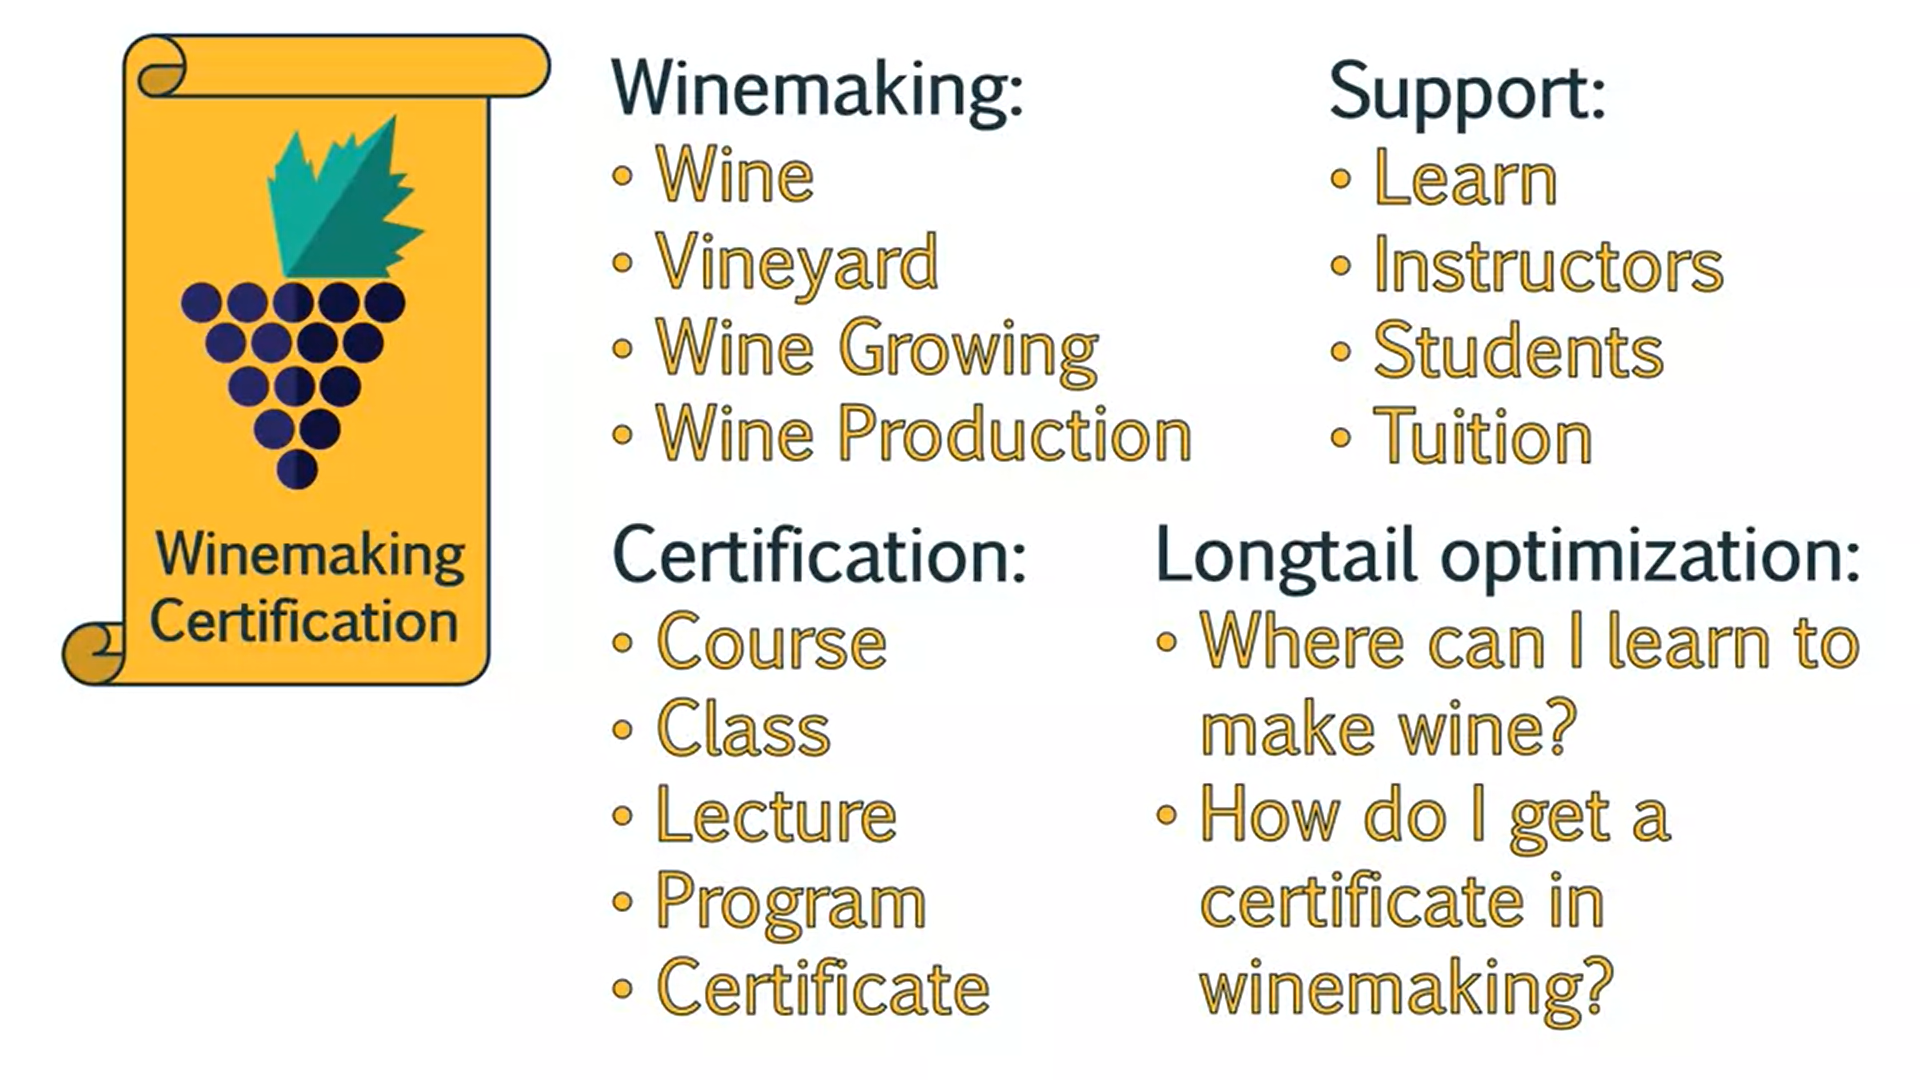 Winemaking
Certification
Winemaking:
• Wine
• Vineyard
• Wine Growing
• Wine Production
Support:
• Learn
• Instructors
• Students
• Tuition
Certification:
• Course
• Class
• Lecture
• Program
• Certificate
Longtail optimization:
• Where can I learn to
make wine?
• How do I get a
certificate in
winemaking?